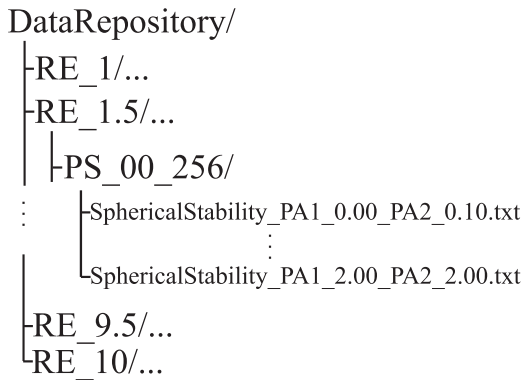 DataRepository/
RE_1/...
RE_1.5/...
PS_00_256/
SphericalStability_PA1_0.00_PA2_0.10.txt
SphericalStability_PA1_2.00_PA2_2.00.txt
RE_9.5/...
RE_10/...